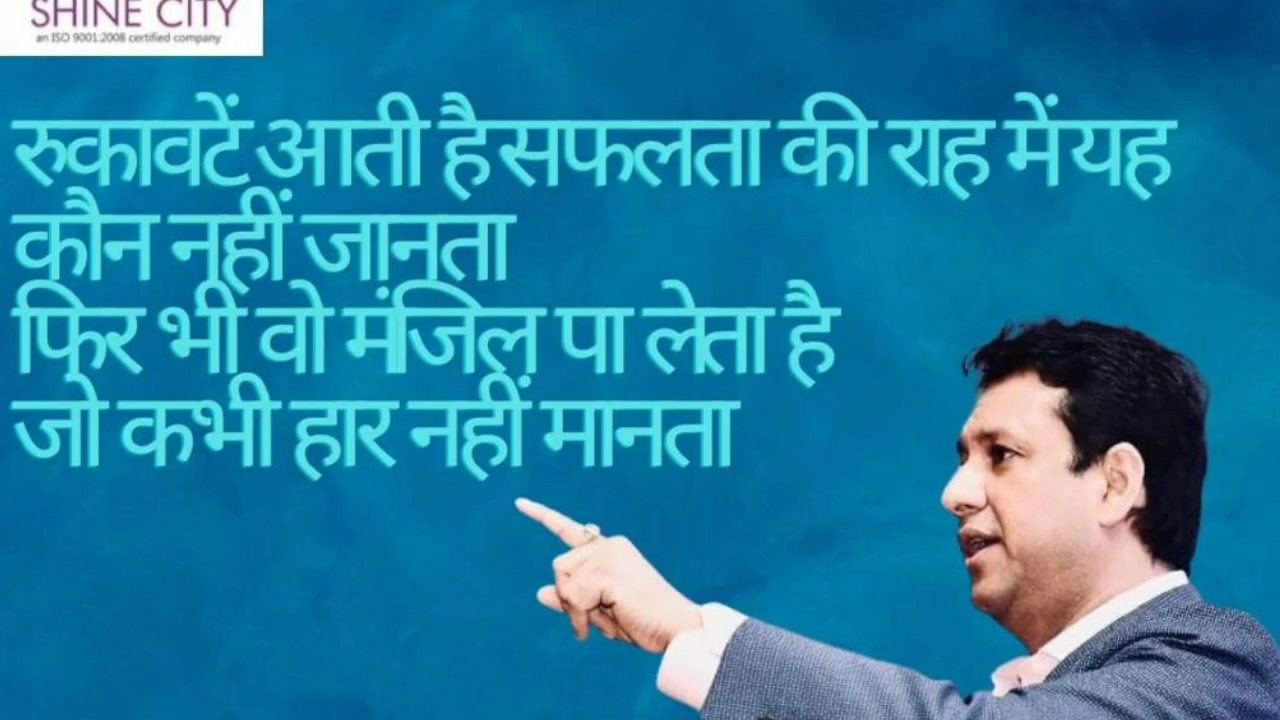 SHINE CITY
an ISO 9001:2008 certified company
रुकावटें आती है सफलता की राह में यह
कौन नहीं जानता
फिर भी वो मंजिल पा लेता है
जो कभी हार नहीं मानता